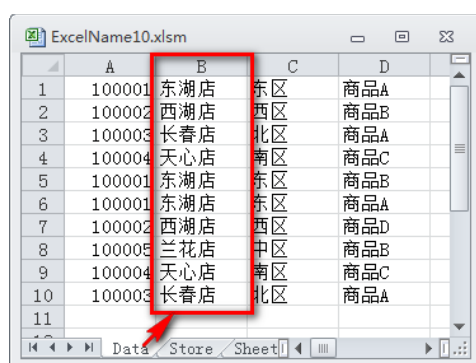 ExcelName10.xlsm
A B C D
1 100001 东湖店 东区 商品A
2 100002 西湖店 西区 商品B
3 100003 长春店 北区 商品A
4 100004 天心店 南区 商品C
5 100001 东湖店 东区 商品B
6 100001 东湖店 东区 商品A
7 100002 西湖店 西区 商品D
8 100005 兰花店 中区 商品B
9 100004 天心店 南区 商品C
10 100003 长春店 北区 商品A
11
Data Store Sheet